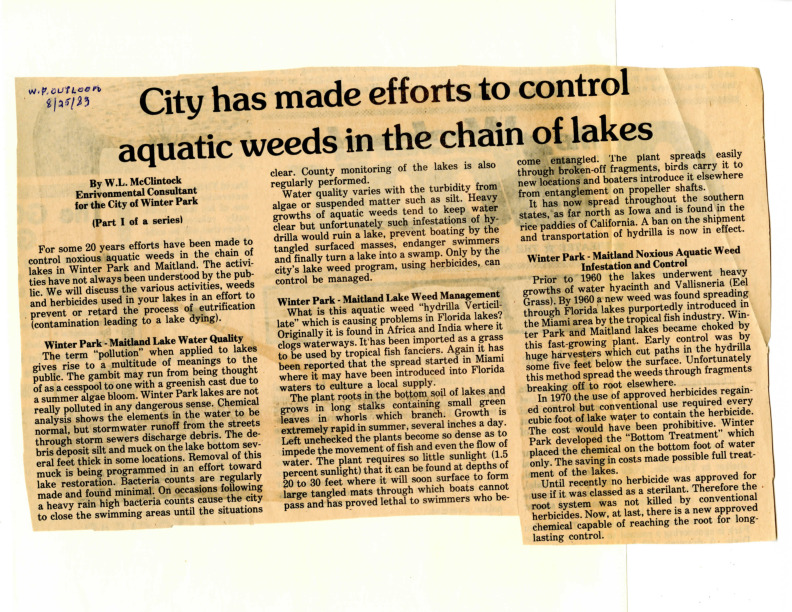 W.P. OUTLOOK
8/25/83
City has made efforts to control
aquatic weeds in the chain of lakes
By W.L. McClintock
Enrivonmental Consultant
for the City of Winter Park
(Part I of a series)
For some 20 years efforts have been made to
control noxious aquatic weeds in the chain of
lakes in Winter Park and Maitland. The activi-
ties have not always been understood by the pub-
lic. We will discuss the various activities, weeds
and herbicides used in your lakes in an effort to
prevent or retard the process of eutrification
(contamination leading to a lake dying).
Winter Park - Maitland Lake Water Quality
The term "pollution" when applied to lakes
gives rise to a multitude of meanings to the
public. The gambit may run from being thought
of as a cesspool to one with a greenish cast due to
a summer algae bloom. Winter Park lakes are not
really polluted in any dangerous sense. Chemical
analysis shows the elements in the water to be
normal, but stormwater runoff from the streets
through storm sewers discharge debris. The de-
bris deposit silt and muck on the lake bottom sev-
eral feet thick in some locations. Removal of this
muck is being programmed in an effort toward
lake restoration. Bacteria counts are regularly
made and found minimal. On occasions following
a heavy rain high bacteria counts cause the city
to close the swimming areas until the situations
clear. County monitoring of the lakes is also
regularly performed.
Water quality varies with the turbidity from
algae or suspended matter such as silt. Heavy
growths of aquatic weeds tend to keep water
clear but unfortunately such infestations of hy-
drilla would ruin a lake, prevent boating by the
tangled surfaced masses, endanger swimmers
and finally turn a lake into a swamp. Only by the
city's lake weed program, using herbicides, can
control be managed.
Winter Park - Maitland Lake Weed Management
What is this aquatic weed "hydrilla Verticil-
late" which is causing problems in Florida lakes?
Originally it is found in Africa and India where it
clogs waterways. It has been imported as a grass
to be used by tropical fish fanciers. Again it has
been reported that the spread started in Miami
where it may have been introduced into Florida
waters to culture a local supply.
The plant roots in the bottom soil of lakes and
grows in long stalks containing small green
leaves in whorls which branch. Growth is
extremely rapid in summer, several inches a day.
Left unchecked the plants become so dense as to
impede the movement of fish and even the flow of
water. The plant requires so little sunlight (1.5
percent sunlight) that it can be found at depths of
20 to 30 feet where it will soon surface to form
large tangled mats through which boats cannot
pass and has proved lethal to swimmers who be-
come entangled. The plant spreads easily
through broken-off fragments, birds carry it to
new locations and boaters introduce it elsewhere
from entanglement on propeller shafts.
It has now spread throughout the southern
states, as far north as Iowa and is found in the
rice paddies of California. A ban on the shipment
and transportation of hydrilla is now in effect.
Winter Park - Maitland Noxious Aquatic Weed
Infestation and Control
Prior to 1960 the lakes underwent heavy
growths of water hyacinth and Vallisneria (Eel
Grass). By 1960 a new weed was found spreading
through Florida lakes purportedly introduced in
the Miami area by the tropical fish industry. Win-
ter Park and Maitland lakes became choked by
this fast-growing plant. Early control was by
huge harvesters which cut paths in the hydrilla
some five feet below the surface. Unfortunately
this method spread the weeds through fragments
breaking off to root elsewhere.
In 1970 the use of approved herbicides regain-
ed control but conventional use required every
cubic foot of lake water to contain the herbicide.
The cost would have been prohibitive. Winter
Park developed the "Bottom Treatment" which
placed the chemical on the bottom foot of water
only. The saving in costs made possible full treat-
ment of the lakes.
Until recently no herbicide was approved for
use if it was classed as a sterilant. Therefore the
root system was not killed by conventional
herbicides. Now, at last, there is a new approved
chemical capable of reaching the root for long-
lasting control.